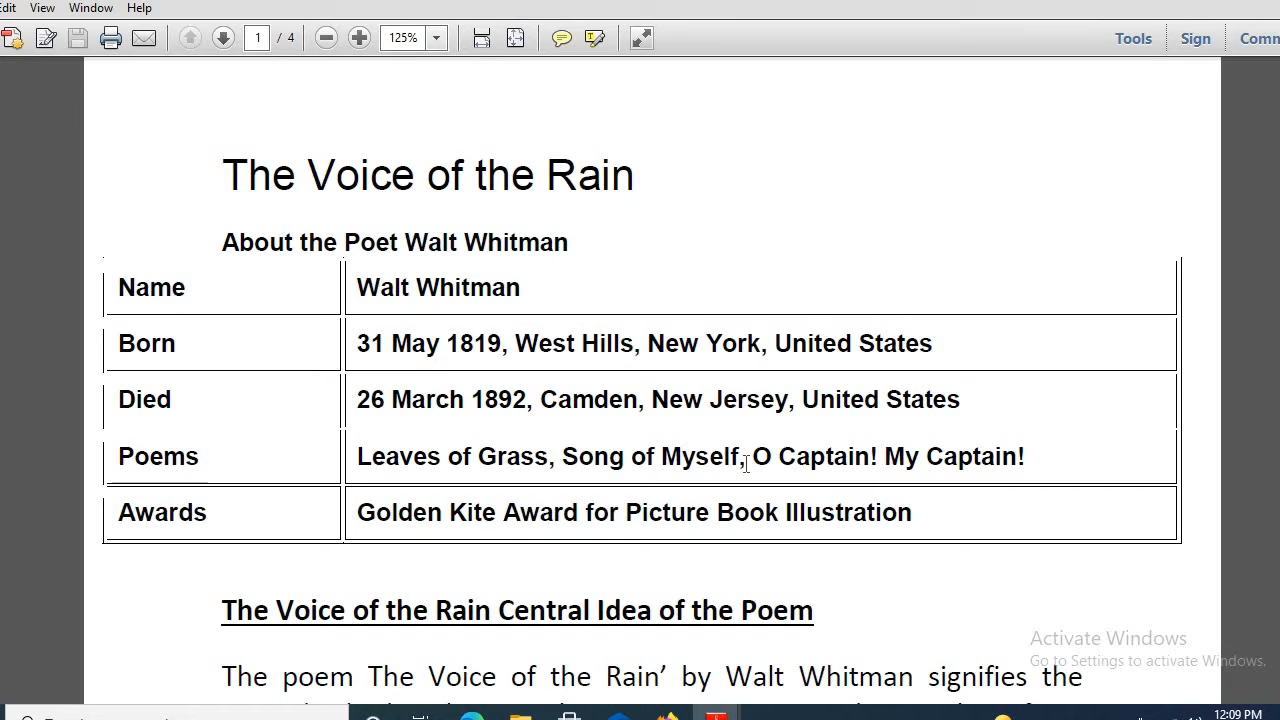 Edit View Window Help
1 / 4 125% Tools Sign Comm
The Voice of the Rain
About the Poet Walt Whitman
Name Walt Whitman
Born 31 May 1819, West Hills, New York, United States
Died 26 March 1892, Camden, New Jersey, United States
Poems Leaves of Grass, Song of Myself, O Captain! My Captain!
Awards Golden Kite Award for Picture Book Illustration
The Voice of the Rain Central Idea of the Poem
Activate Windows
Go to Settings to activate Windows.
The poem The Voice of the Rain’ by Walt Whitman signifies the
12:09 PM